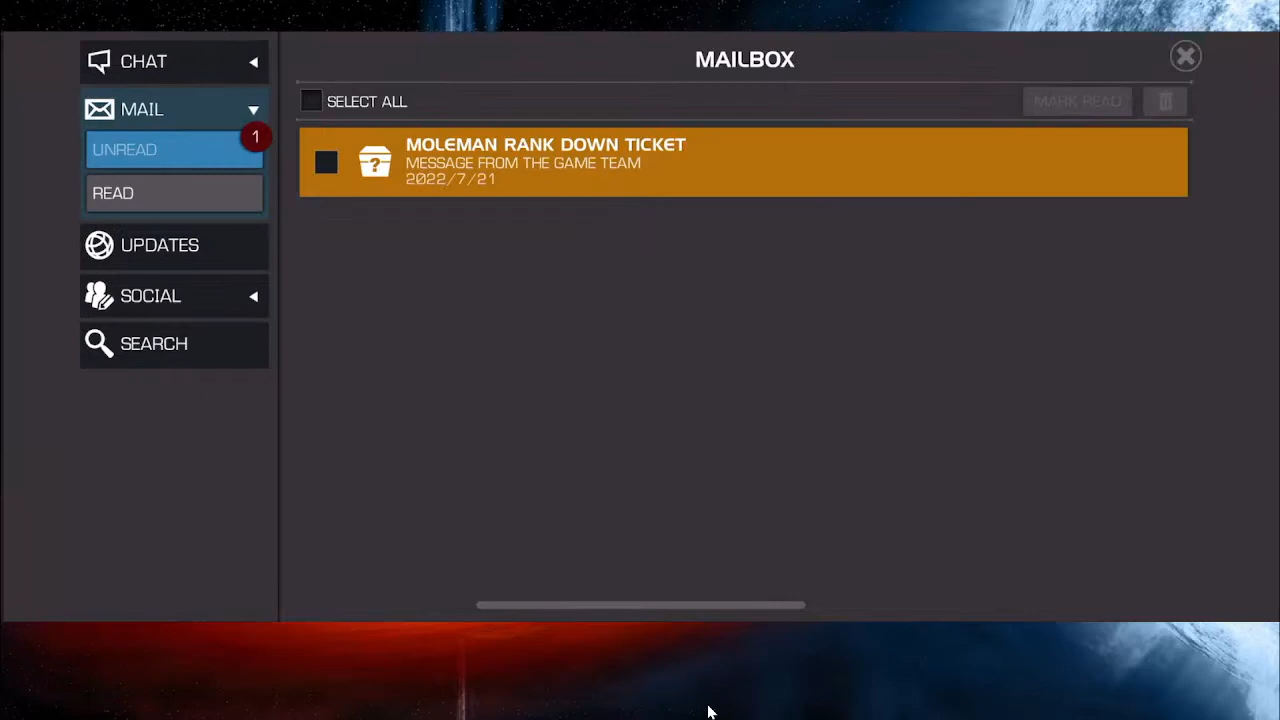 CHAT
MAIL
1
UNREAD
READ
UPDATES
SOCIAL
SEARCH
MAILBOX
SELECT ALL
MARK READ
?
MOLEMAN RANK DOWN TICKET
MESSAGE FROM THE GAME TEAM
2022/7/21